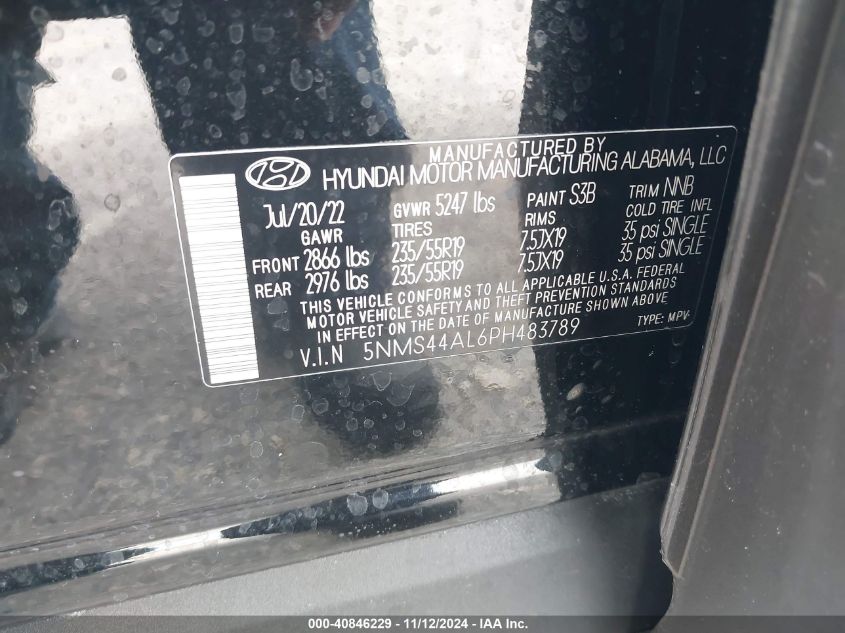 MANUFACTURED BY
HYUNDAI MOTOR MANUFACTURING ALABAMA, LLC
Jul/20/22 GVWR 5247 lbs PAINT S3B TRIM NNB
GAWR TIRES RIMS COLD TIRE INFL
FRONT 2866 lbs 235/55R19 7.5JX19 35 psi SINGLE
REAR 2976 lbs 235/55R19 7.5JX19 35 psi SINGLE
THIS VEHICLE CONFORMS TO ALL APPLICABLE U.S.A. FEDERAL
MOTOR VEHICLE SAFETY AND THEFT PREVENTION STANDARDS
IN EFFECT ON THE DATE OF MANUFACTURE SHOWN ABOVE
V.I.N 5NMS44AL6PH483789 TYPE: MPV
000-40846229 - 11/12/2024 - IAA Inc.